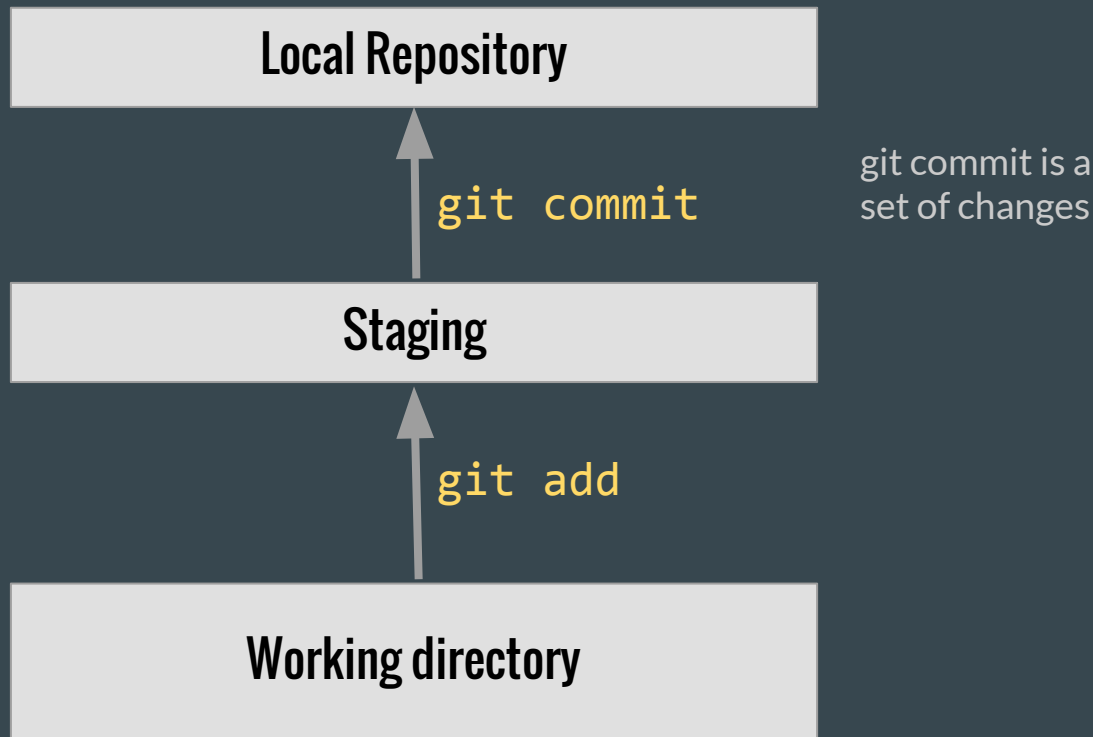 Local Repository
git commit is a
set of changes
git commit
Staging
git add
Working directory